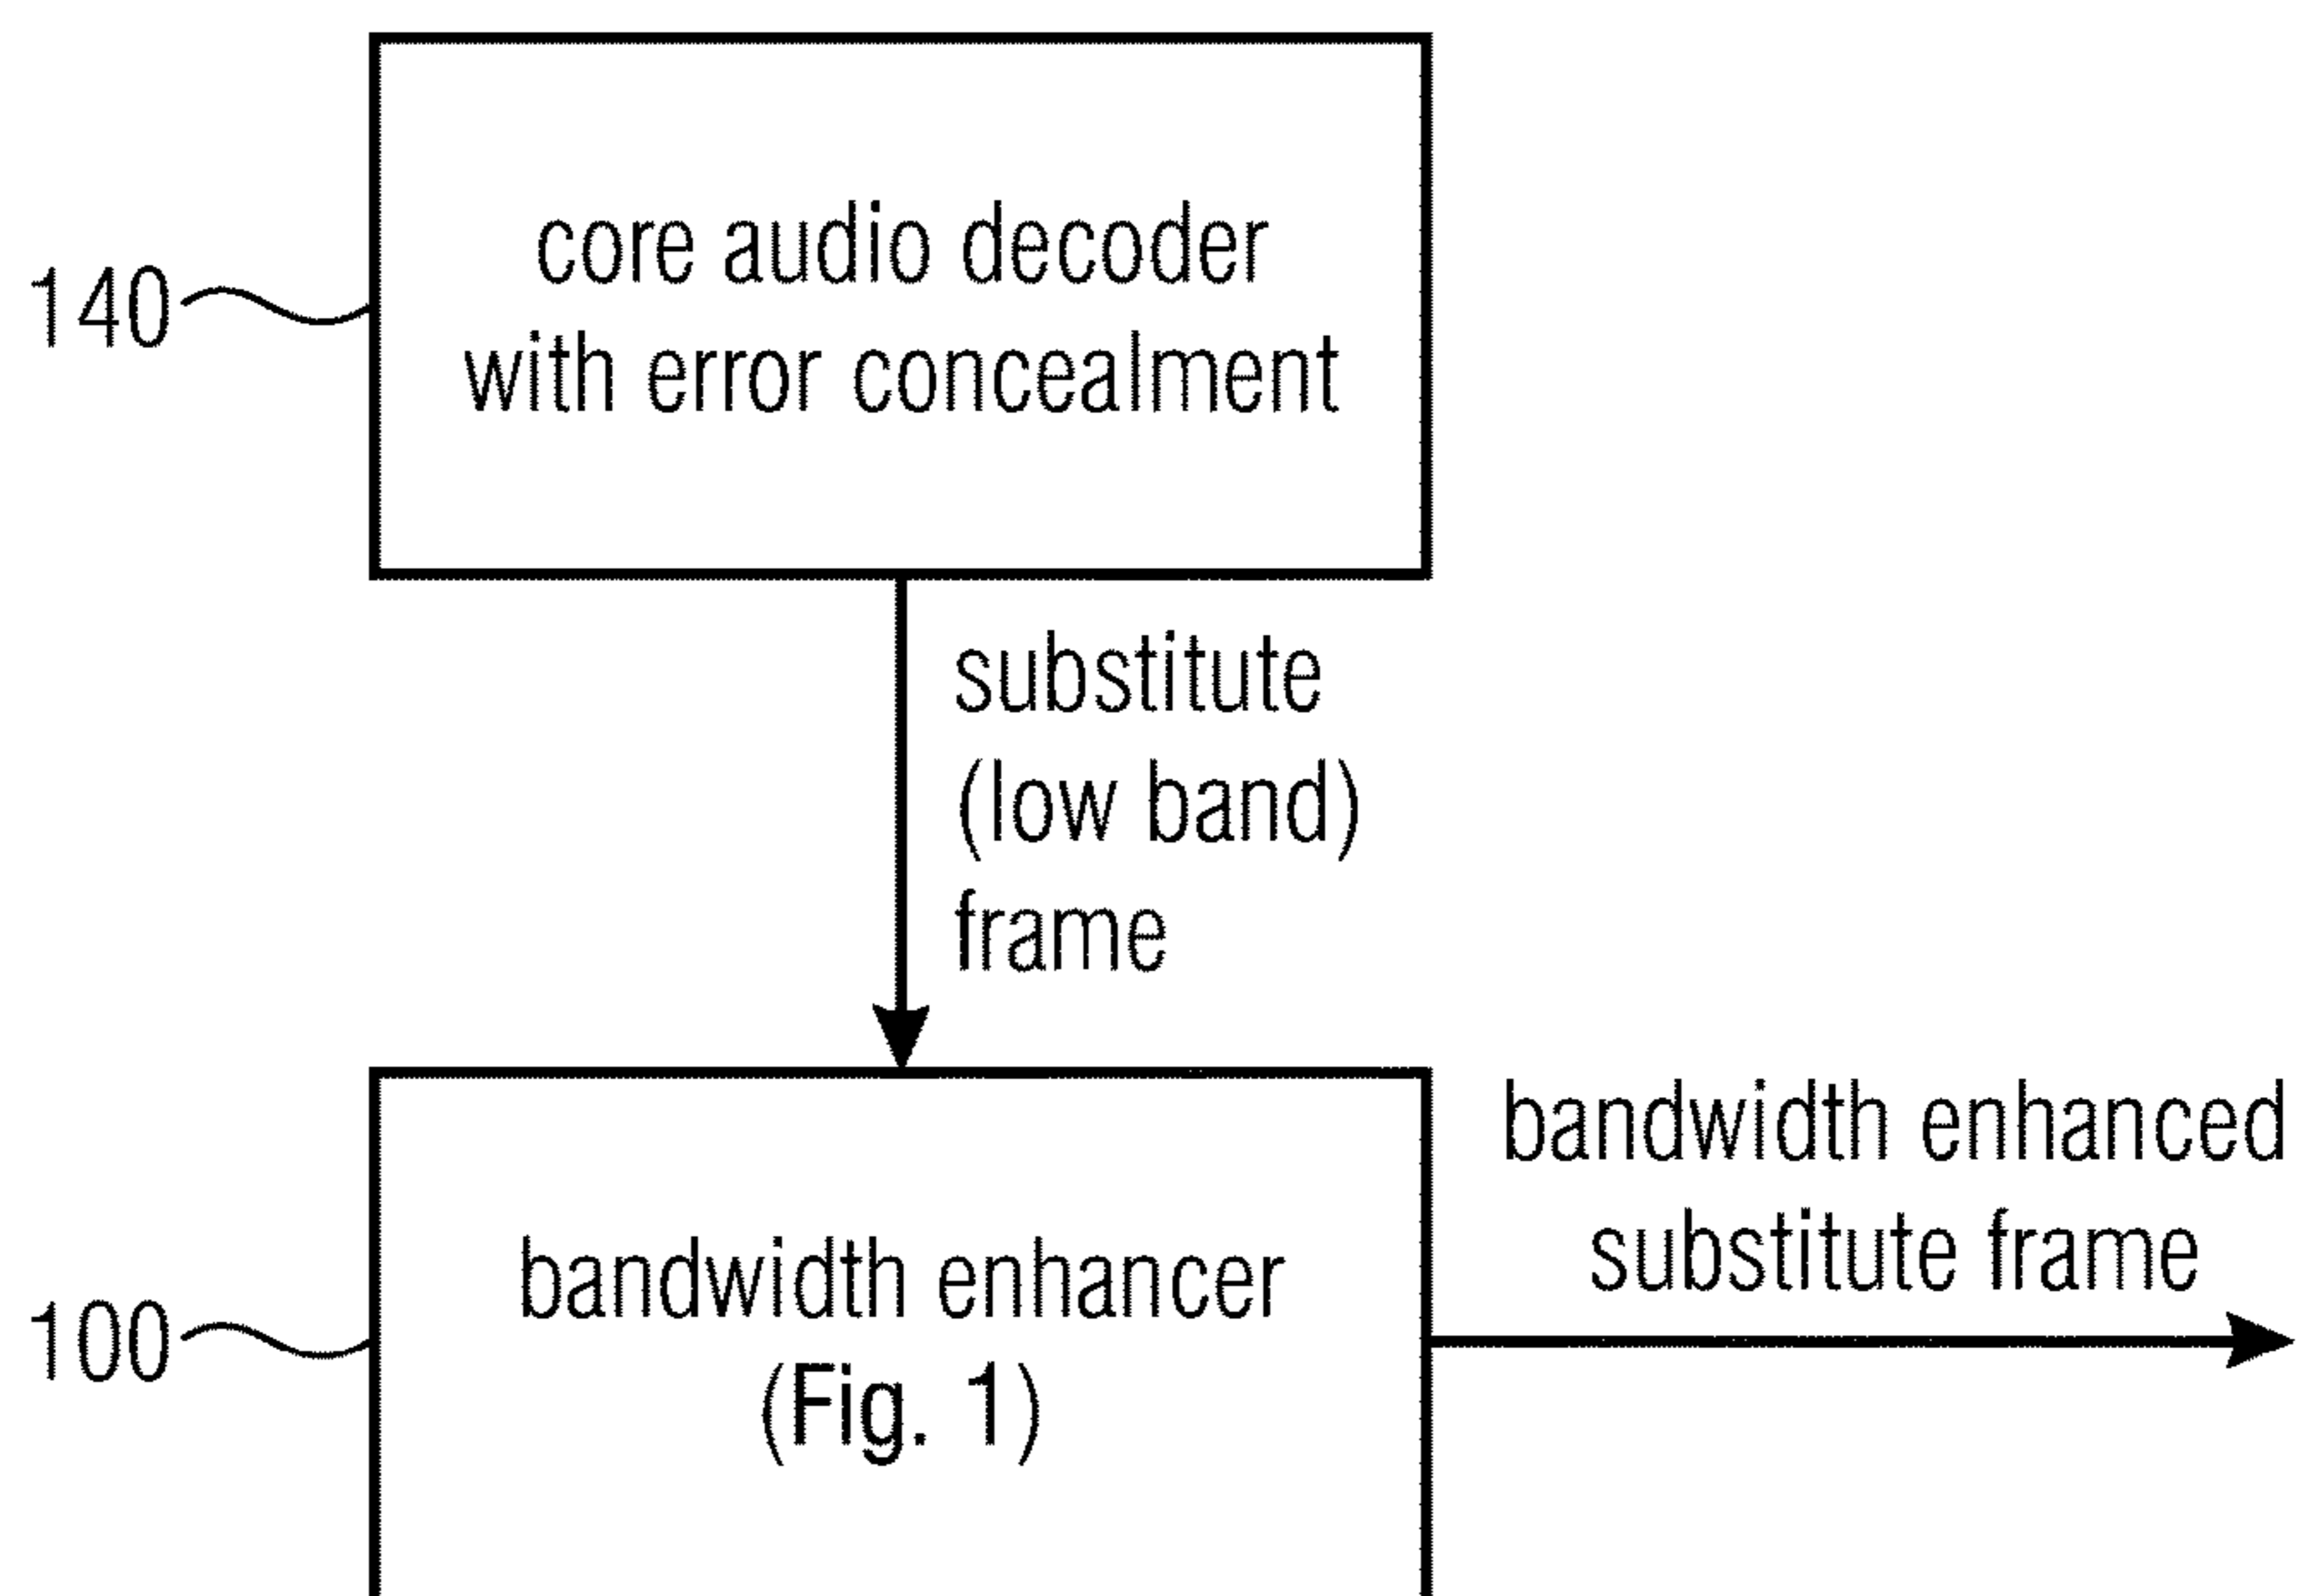 core audio decoder
with error concealment
140
substitute
(low band)
frame
bandwidth enhanced
substitute frame
bandwidth enhancer
(Fig. 1)
100